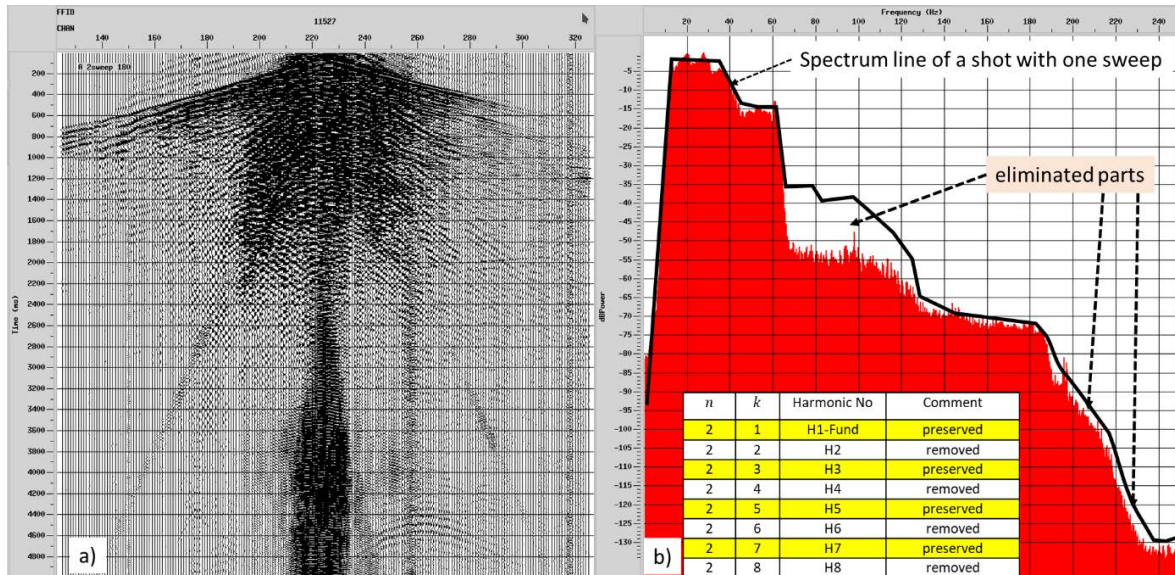 FFID 11527
CHAN 140 160 180 200 220 240 260 280 300 320
8 2sweep 180
200
400
600
800
1000
1200
1400
1600
1800
2000
2200
2400
2600
2800
3000
3200
3400
3600
3800
4000
4200
4400
4600
4800
Time (ms)
a)
Frequency (Hz)
20 40 60 80 100 120 140 160 180 200 220 240
Spectrum line of a shot with one sweep
eliminated parts
-5
-10
-15
-20
-25
-30
-35
-40
-45
-50
-55
-60
-65
-70
-75
-80
-85
-90
-95
-100
-105
-110
-115
-120
-125
-130
dBPower
n k Harmonic No Comment
2 1 H1-Fund preserved
2 2 H2 removed
2 3 H3 preserved
2 4 H4 removed
2 5 H5 preserved
2 6 H6 removed
2 7 H7 preserved
2 8 H8 removed
b)